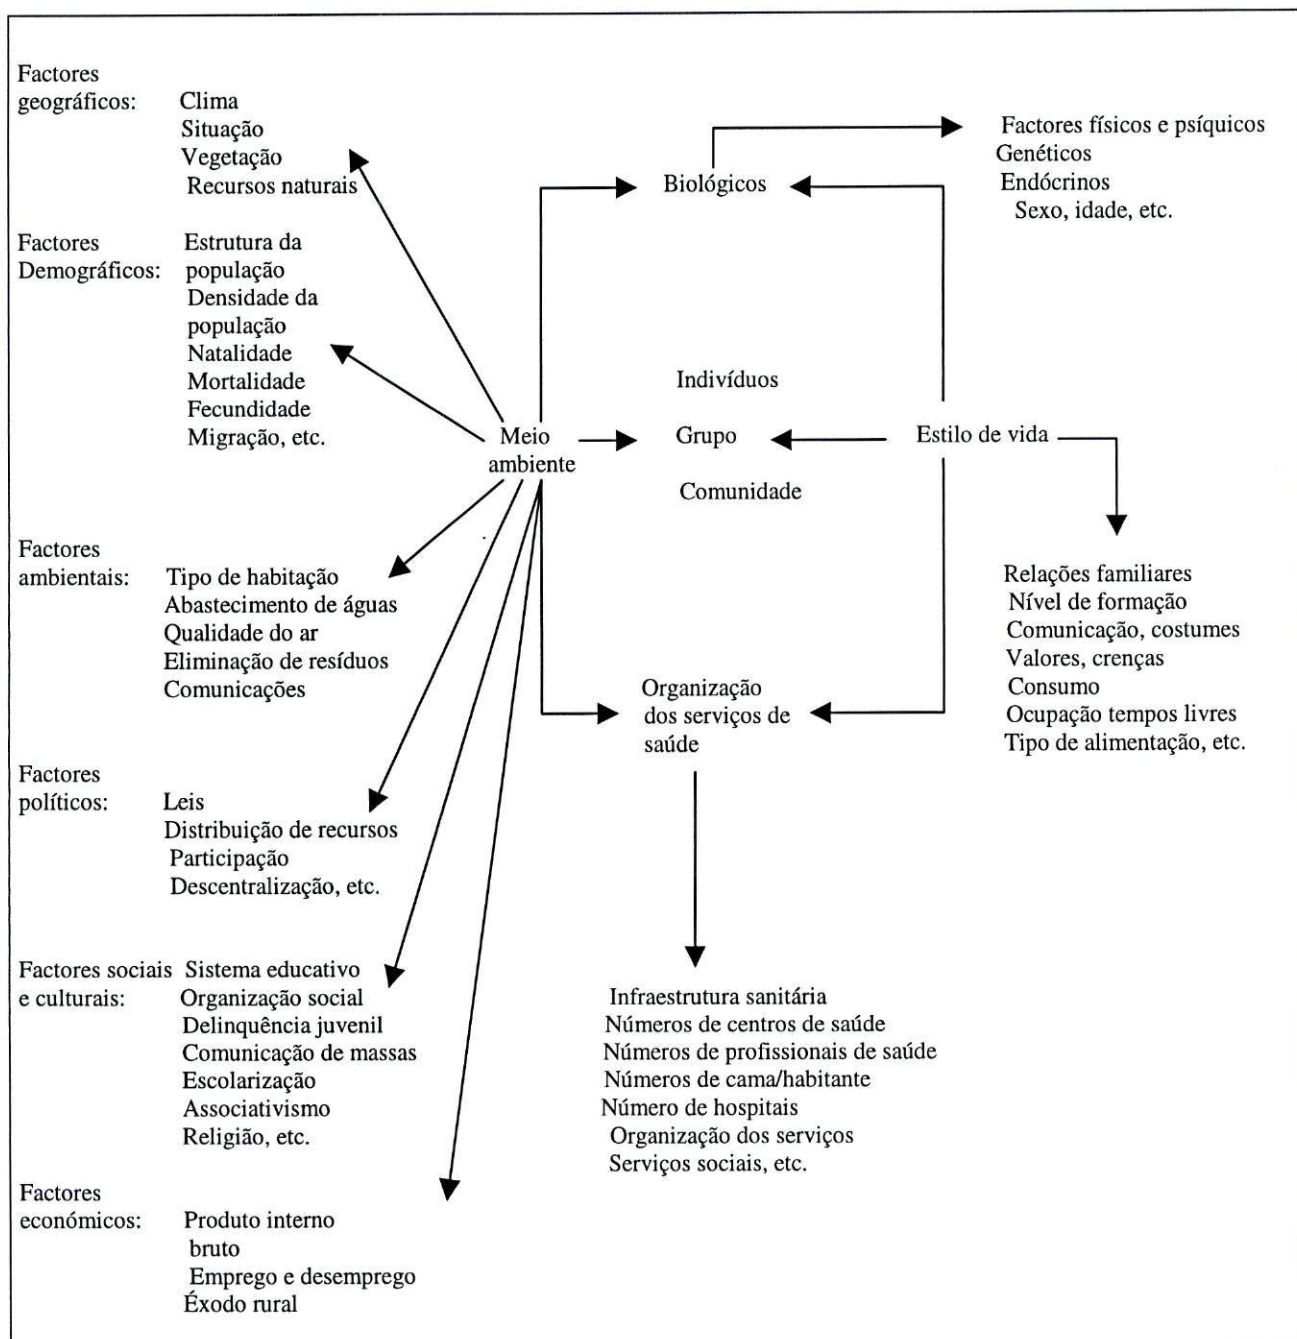 Factores
geográficos:
Clima
Situação
Vegetação
Recursos naturais
Factores
Demográficos:
Estrutura da
população
Densidade da
população
Natalidade
Mortalidade
Fecundidade
Migração, etc.
Factores
ambientais:
Tipo de habitação
Abastecimento de águas
Qualidade do ar
Eliminação de resíduos
Comunicações
Factores
políticos:
Leis
Distribuição de recursos
Participação
Descentralização, etc.
Factores sociais
e culturais:
Sistema educativo
Organização social
Delinquência juvenil
Comunicação de massas
Escolarização
Associativismo
Religião, etc.
Factores
económicos:
Produto interno
bruto
Emprego e desemprego
Éxodo rural
Meio
ambiente
Biológicos
Indivíduos
Grupo
Comunidade
Organização
dos serviços de
saúde
Infraestrutura sanitária
Números de centros de saúde
Números de profissionais de saúde
Números de cama/habitante
Número de hospitais
Organização dos serviços
Serviços sociais, etc.
Estilo de vida
Factores físicos e psíquicos
Genéticos
Endócrinos
Sexo, idade, etc.
Relações familiares
Nível de formação
Comunicação, costumes
Valores, crenças
Consumo
Ocupação tempos livres
Tipo de alimentação, etc.